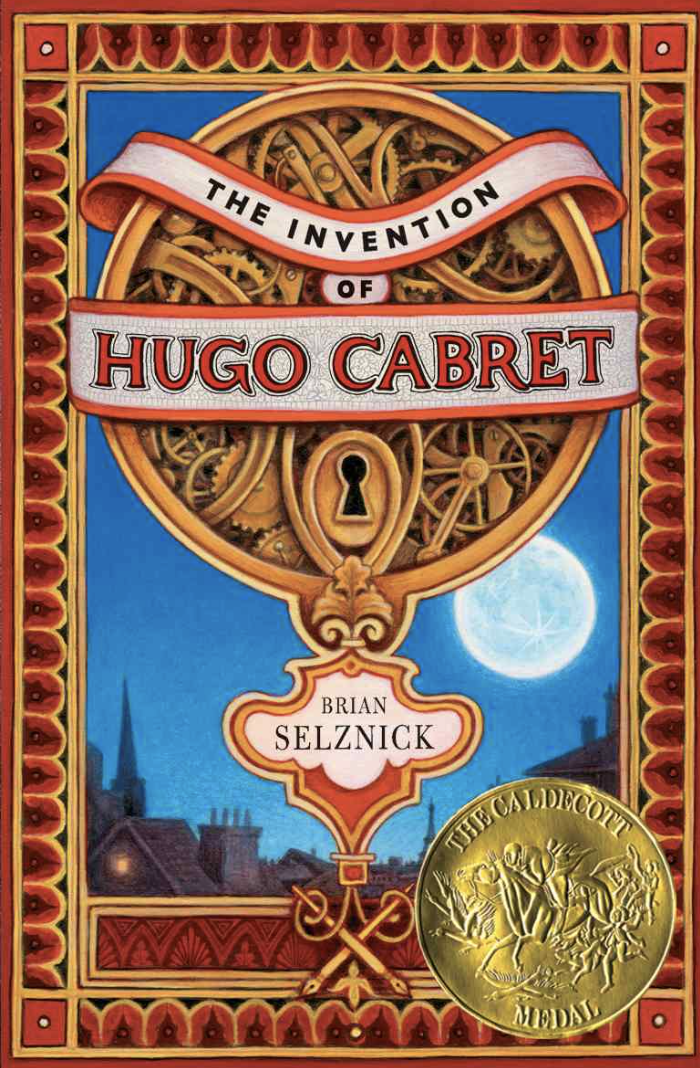 THE INVENTION
OF
HUGO CABRET
BRIAN
SELZNICK
THE CALDECOTT
MEDAL